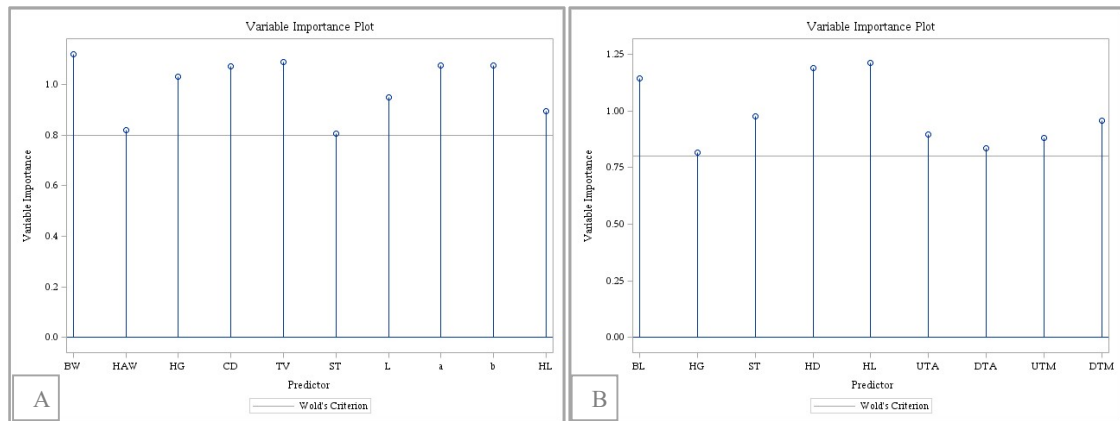 Variable Importance Plot
Variable Importance
1.0
0.8
0.6
0.4
0.2
0.0
BW HAW HG CD TV ST L a b HL
Predictor
Wold's Criterion
A
Variable Importance Plot
Variable Importance
1.25
1.00
0.75
0.50
0.25
0.00
BL HG ST HD HL UTA DTA UTM DTM
Predictor
Wold's Criterion
B